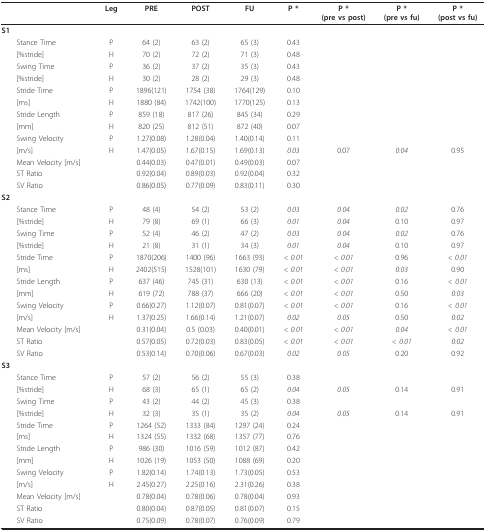 Leg PRE POST FU P * P * P * P *
(pre vs post) (pre vs fu) (post vs fu)
S1
Stance Time P 64 (2) 63 (2) 65 (3) 0.43
[%stride] H 70 (2) 72 (2) 71 (3) 0.48
Swing Time P 36 (2) 37 (2) 35 (3) 0.43
[%stride] H 30 (2) 28 (2) 29 (3) 0.48
Stride Time P 1896(121) 1754 (38) 1764(129) 0.10
[ms] H 1880 (84) 1742(100) 1770(125) 0.13
Stride Length P 859 (18) 817 (26) 845 (34) 0.29
[mm] H 820 (25) 812 (51) 872 (40) 0.07
Swing Velocity P 1.27(0.08) 1.28(0.04) 1.40(0.14) 0.11
[m/s] H 1.47(0.05) 1.67(0.15) 1.69(0.13) 0.03 0.07 0.04 0.95
Mean Velocity [m/s] 0.44(0.03) 0.47(0.01) 0.49(0.03) 0.07
ST Ratio 0.92(0.04) 0.89(0.03) 0.92(0.04) 0.32
SV Ratio 0.86(0.05) 0.77(0.09) 0.83(0.11) 0.30
S2
Stance Time P 48 (4) 54 (2) 53 (2) 0.03 0.04 0.02 0.76
[%stride] H 79 (8) 69 (1) 66 (3) 0.01 0.04 0.10 0.97
Swing Time P 52 (4) 46 (2) 47 (2) 0.03 0.04 0.02 0.76
[%stride] H 21 (8) 31 (1) 34 (3) 0.01 0.04 0.10 0.97
Stride Time P 1870(206) 1400 (96) 1663 (93) < 0.01 < 0.01 0.96 < 0.01
[ms] H 2402(515) 1528(101) 1630 (79) < 0.01 < 0.01 0.03 0.90
Stride Length P 637 (46) 745 (31) 630 (13) < 0.01 < 0.01 0.16 < 0.01
[mm] H 619 (72) 788 (37) 666 (20) < 0.01 < 0.01 0.50 0.03
Swing Velocity P 0.66(0.27) 1.12(0.07) 0.81(0.07) < 0.01 < 0.01 0.16 < 0.01
[m/s] H 1.37(0.25) 1.66(0.14) 1.21(0.07) 0.02 0.05 0.50 0.02
Mean Velocity [m/s] 0.31(0.04) 0.5 (0.03) 0.40(0.01) < 0.01 < 0.01 0.04 < 0.01
ST Ratio 0.57(0.05) 0.72(0.03) 0.83(0.05) < 0.01 < 0.01 < 0.01 0.02
SV Ratio 0.53(0.14) 0.70(0.06) 0.67(0.03) 0.02 0.05 0.20 0.92
S3
Stance Time P 57 (2) 56 (2) 55 (3) 0.38
[%stride] H 68 (3) 65 (1) 65 (2) 0.04 0.05 0.14 0.91
Swing Time P 43 (2) 44 (2) 45 (3) 0.38
[%stride] H 32 (3) 35 (1) 35 (2) 0.04 0.05 0.14 0.91
Stride Time P 1264 (52) 1333 (84) 1297 (24) 0.24
[ms] H 1324 (55) 1332 (68) 1357 (77) 0.76
Stride Length P 986 (30) 1016 (59) 1012 (87) 0.42
[mm] H 1026 (19) 1053 (50) 1088 (69) 0.20
Swing Velocity P 1.82(0.14) 1.74(0.13) 1.73(0.05) 0.53
[m/s] H 2.45(0.27) 2.25(0.16) 2.31(0.26) 0.38
Mean Velocity [m/s] 0.78(0.04) 0.78(0.06) 0.78(0.04) 0.93
ST Ratio 0.80(0.04) 0.87(0.05) 0.81(0.07) 0.15
SV Ratio 0.75(0.09) 0.78(0.07) 0.76(0.09) 0.79